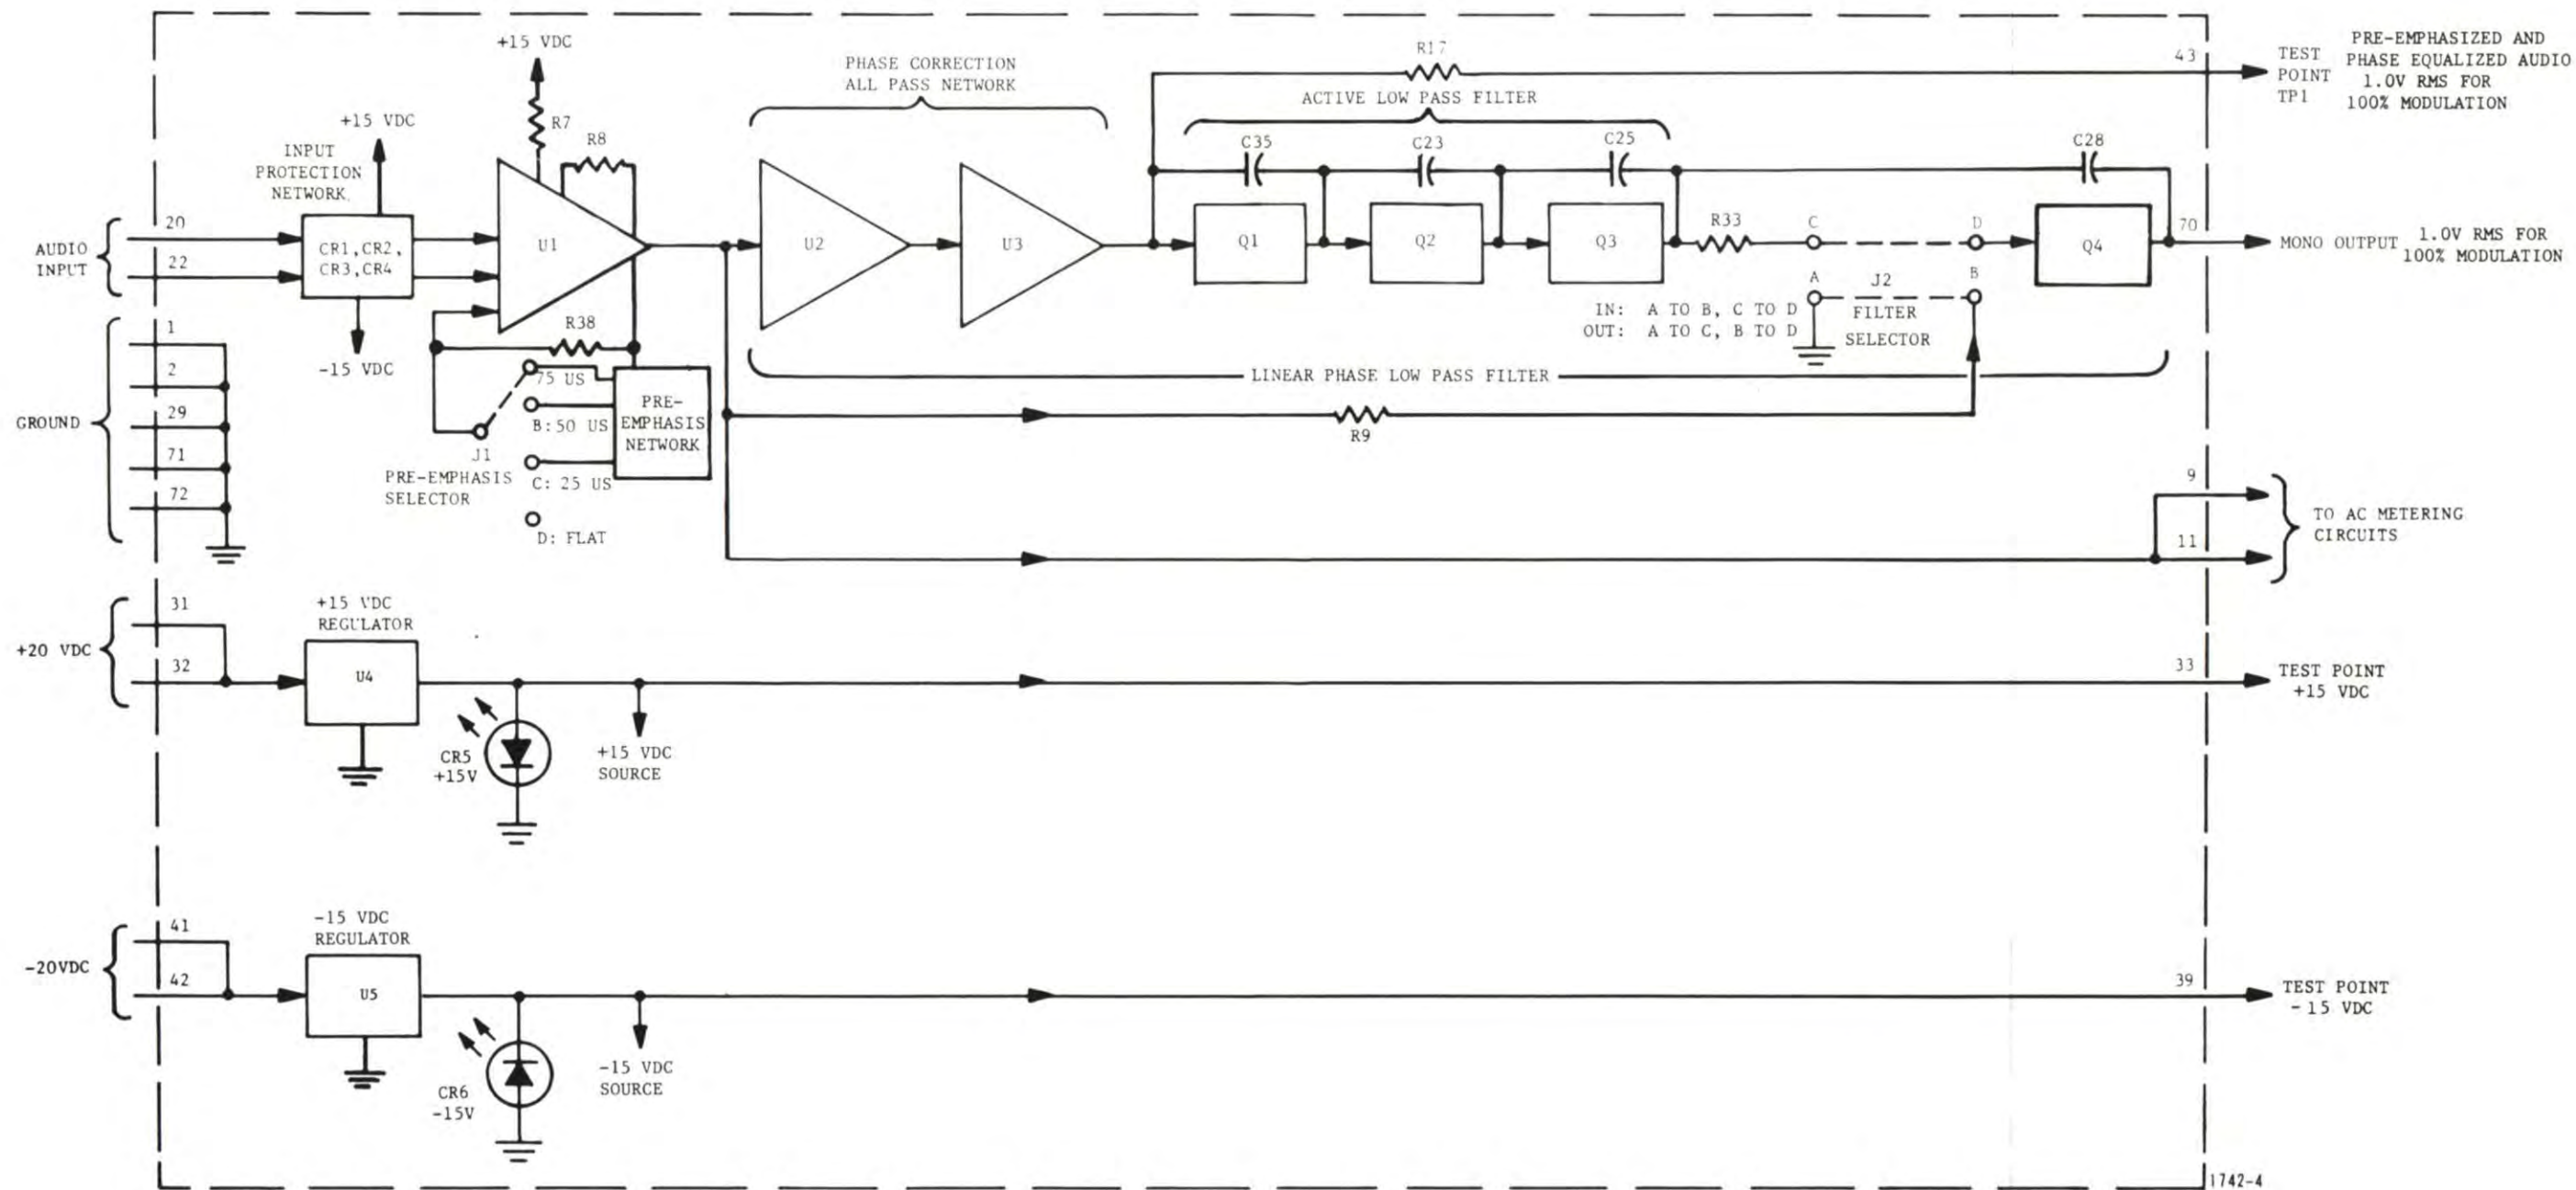 +15 VDC
PHASE CORRECTION
ALL PASS NETWORK
R17
43
TEST
POINT
TP1
PRE-EMPHASIZED AND
PHASE EQUALIZED AUDIO
1.0V RMS FOR
100% MODULATION
ACTIVE LOW PASS FILTER
R7
R8
+15 VDC
INPUT
PROTECTION
NETWORK
C35
C23
C25
C28
AUDIO
INPUT
20
22
CR1,CR2,
CR3,CR4
U1
U2
U3
Q1
Q2
Q3
R33
C
D
Q4
70
MONO OUTPUT
1.0V RMS FOR
100% MODULATION
A
J2
B
IN: A TO B, C TO D
OUT: A TO C, B TO D
FILTER
SELECTOR
-15 VDC
R38
LINEAR PHASE LOW PASS FILTER
GROUND
1
2
29
71
72
75 US
B:50 US
C: 25 US
D: FLAT
J1
PRE-EMPHASIS
SELECTOR
PRE-
EMPHASIS
NETWORK
R9
9
11
TO AC METERING
CIRCUITS
+20 VDC
31
32
+15 VDC
REGULATOR
U4
CR5
+15V
+15 VDC
SOURCE
33
TEST POINT
+15 VDC
-20VDC
41
42
-15 VDC
REGULATOR
U5
CR6
-15V
-15 VDC
SOURCE
39
TEST POINT
-15 VDC
1742-4